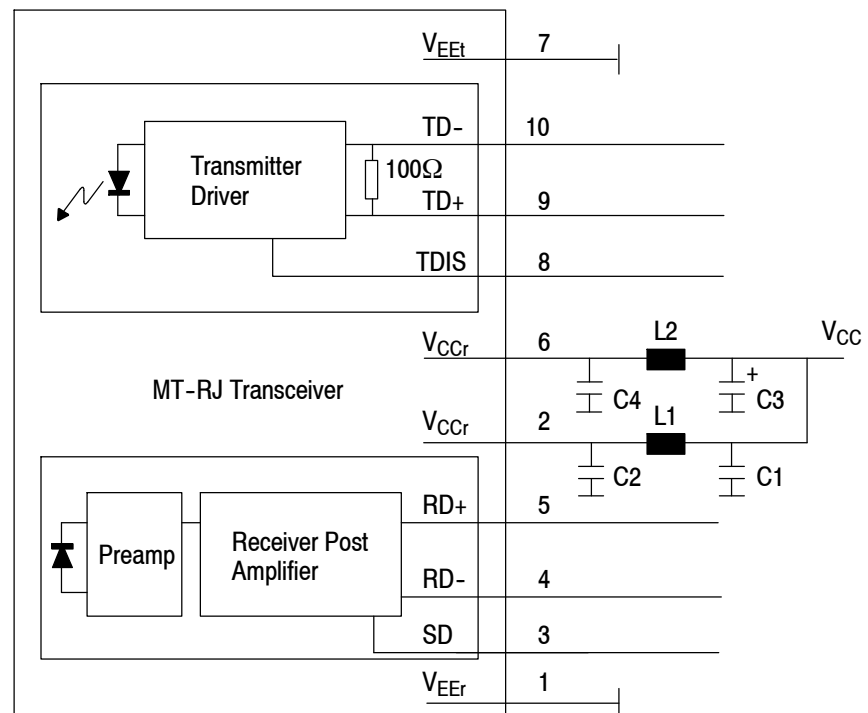 VEEt 7
TD- 10
Transmitter
Driver
100Ω
TD+ 9
TDIS 8
VCCr 6 L2 VCC
+
C4 C3
MT-RJ Transceiver
VCCr 2 L1
C2 C1
RD+ 5
Preamp
Receiver Post
Amplifier
RD- 4
SD 3
VEEr 1